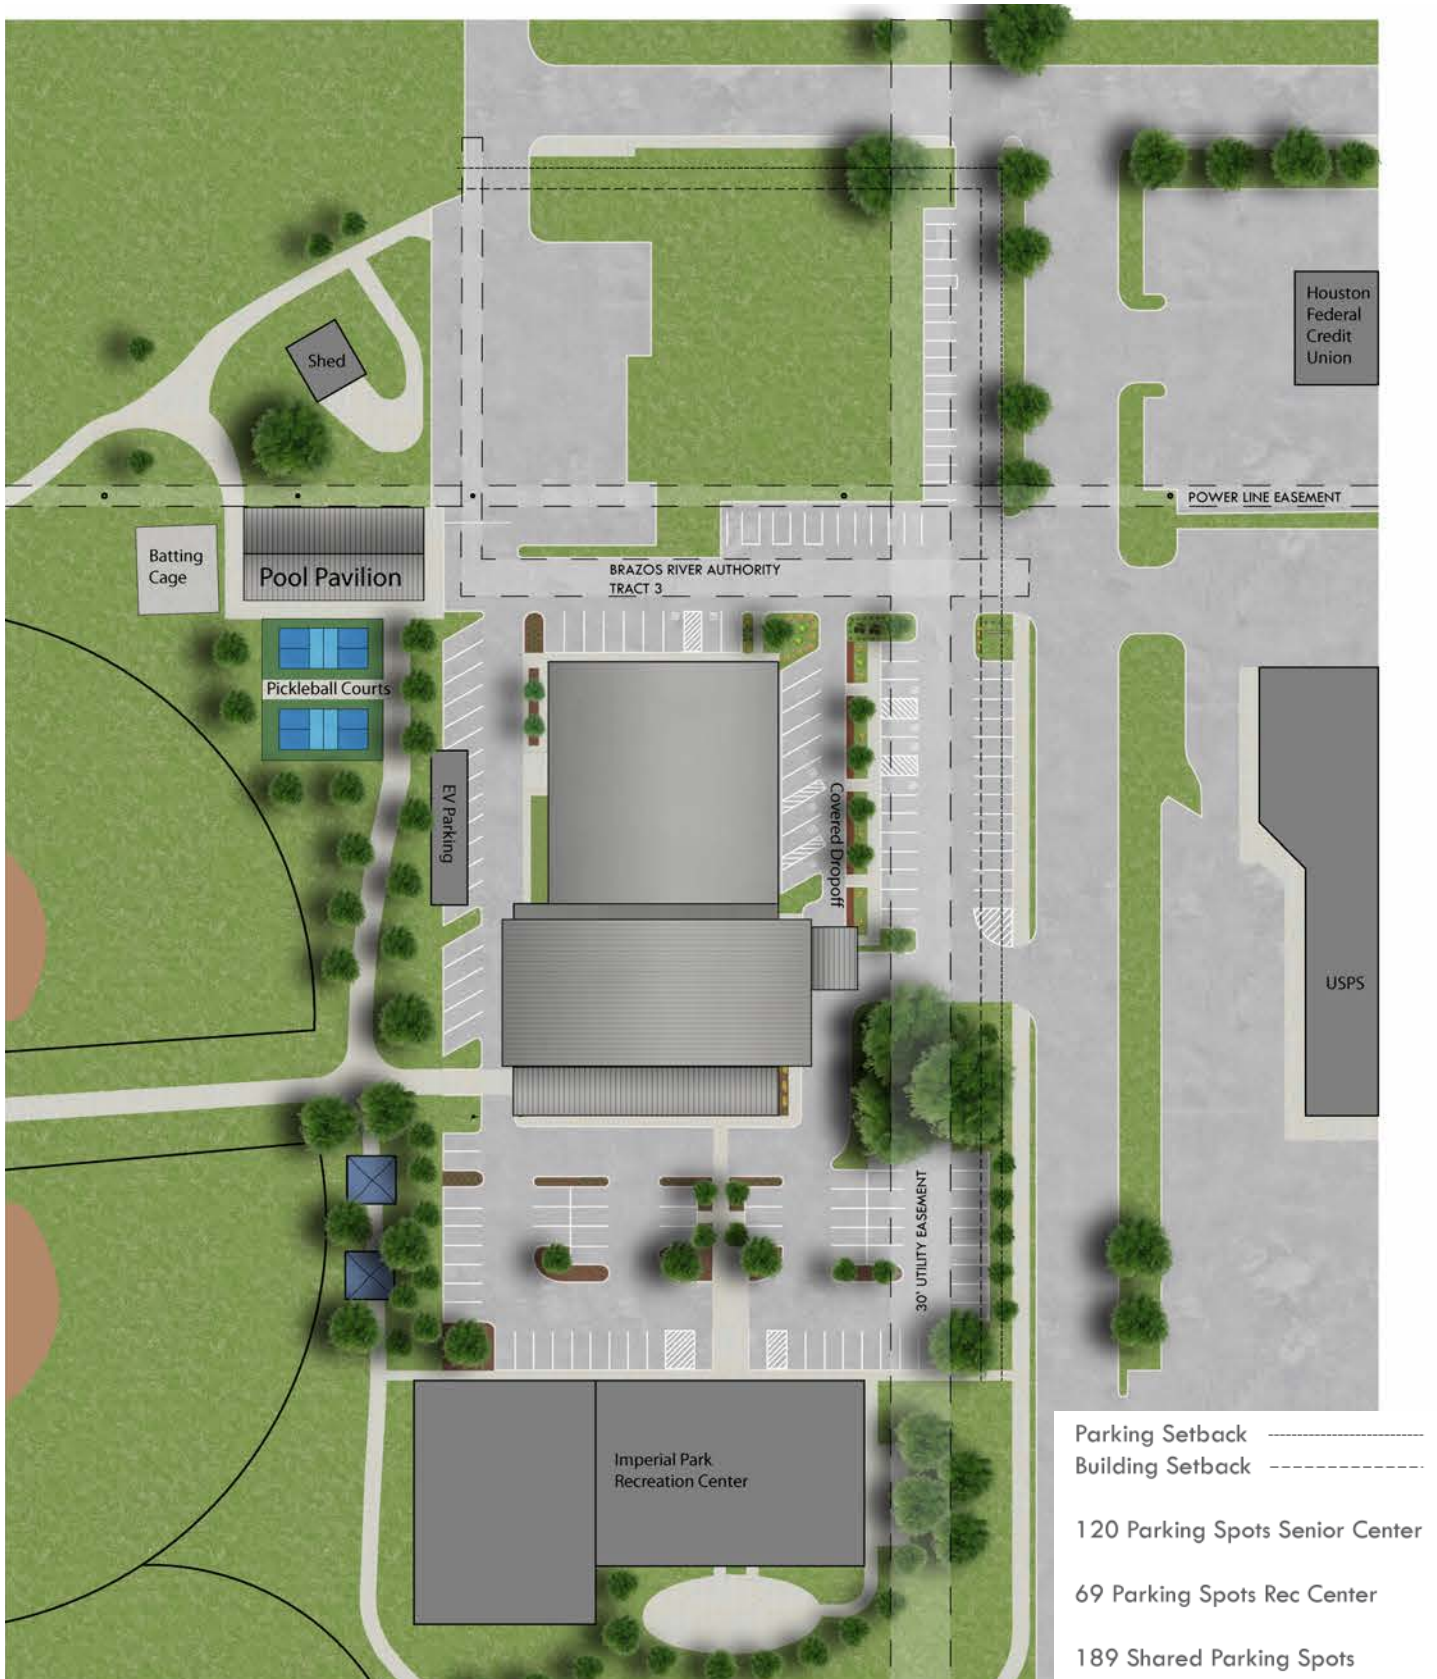 Houston
Federal
Credit
Union
Shed
POWER LINE EASEMENT
Batting
Cage
Pool Pavilion
BRAZOS RIVER AUTHORITY
TRACT 3
Pickleball Courts
EV Parking
Covered Dropoff
USPS
30' UTILITY EASEMENT
Imperial Park
Recreation Center
Parking Setback
Building Setback
120 Parking Spots Senior Center
69 Parking Spots Rec Center
189 Shared Parking Spots